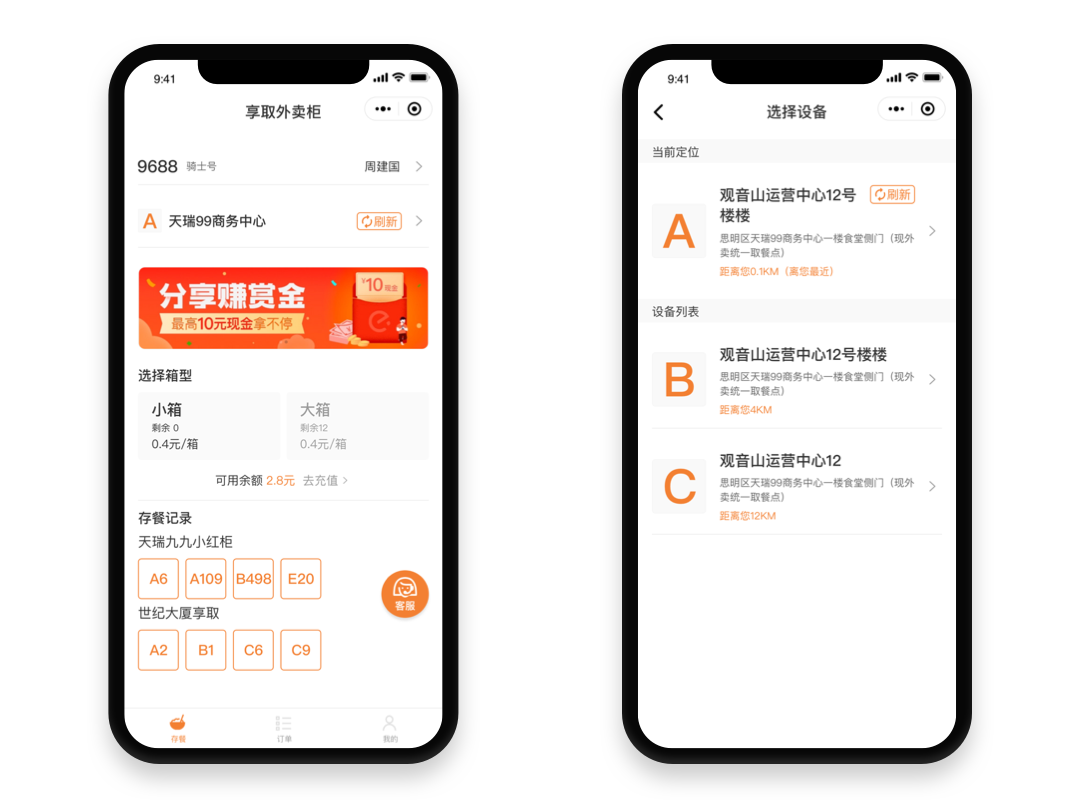 9:41
享取外卖柜
9688 骑士号 周建国
A 天瑞99商务中心 刷新
分享赚赏金
最高10元现金拿不停
¥10现金
选择箱型
小箱
剩余 0
0.4元/箱
大箱
剩余12
0.4元/箱
可用余额 2.8元 去充值
存餐记录
天瑞九九小红柜
A6 A109 B498 E20
客服
世纪大厦享取
A2 B1 C6 C9
存餐 订单 我的
9:41
选择设备
当前定位
A
观音山运营中心12号
楼楼
刷新
思明区天瑞99商务中心一楼食堂侧门（现外
卖统一取餐点）
距离您0.1KM（离您最近）
设备列表
B
观音山运营中心12号楼楼
思明区天瑞99商务中心一楼食堂侧门（现外
卖统一取餐点）
距离您4KM
C
观音山运营中心12
思明区天瑞99商务中心一楼食堂侧门（现外
卖统一取餐点）
距离您12KM